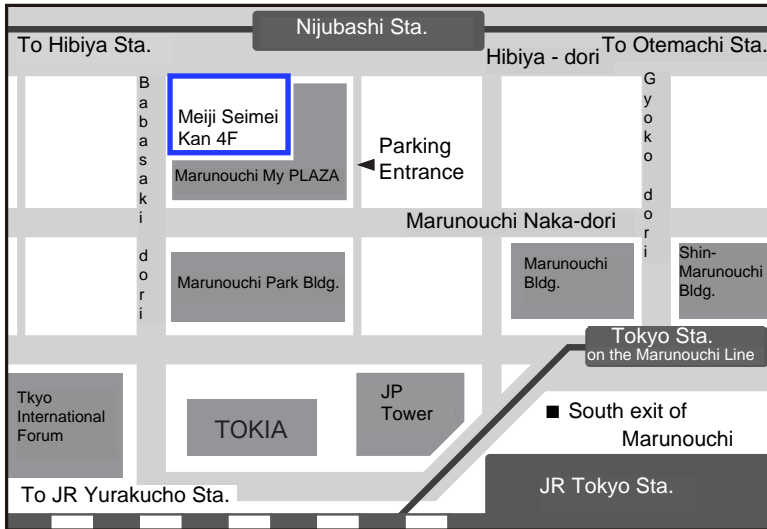 Nijubashi Sta.
To Hibiya Sta.
Hibiya - dori
To Otemachi Sta.
Babasaki dori
Gyoko dori
Meiji Seimei
Kan 4F
Parking
Entrance
Marunouchi My PLAZA
Marunouchi Naka-dori
Marunouchi Park Bldg.
Marunouchi
Bldg.
Shin-
Marunouchi
Bldg.
Tokyo Sta.
on the Marunouchi Line
Tkyo
International
Forum
TOKIA
JP
Tower
■ South exit of
Marunouchi
To JR Yurakucho Sta.
JR Tokyo Sta.